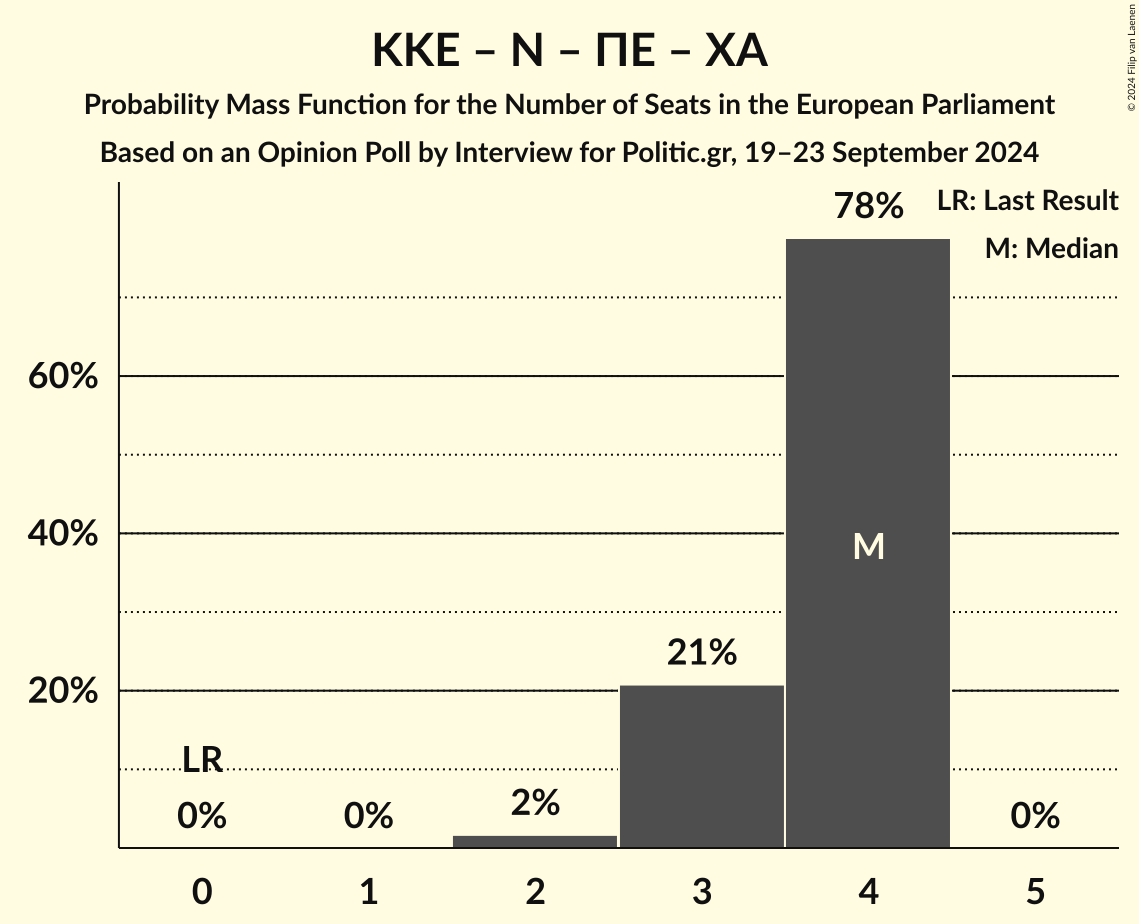 ΚΚΕ – Ν – ΠΕ – ΧΑ
Probability Mass Function for the Number of Seats in the European Parliament
Based on an Opinion Poll by Interview for Politic.gr, 19–23 September 2024
© 2024 Filip van Laenen
LR: Last Result
M: Median
78%
60%
40%
M
21%
20%
LR
0%
0%
2%
0%
0 1 2 3 4 5